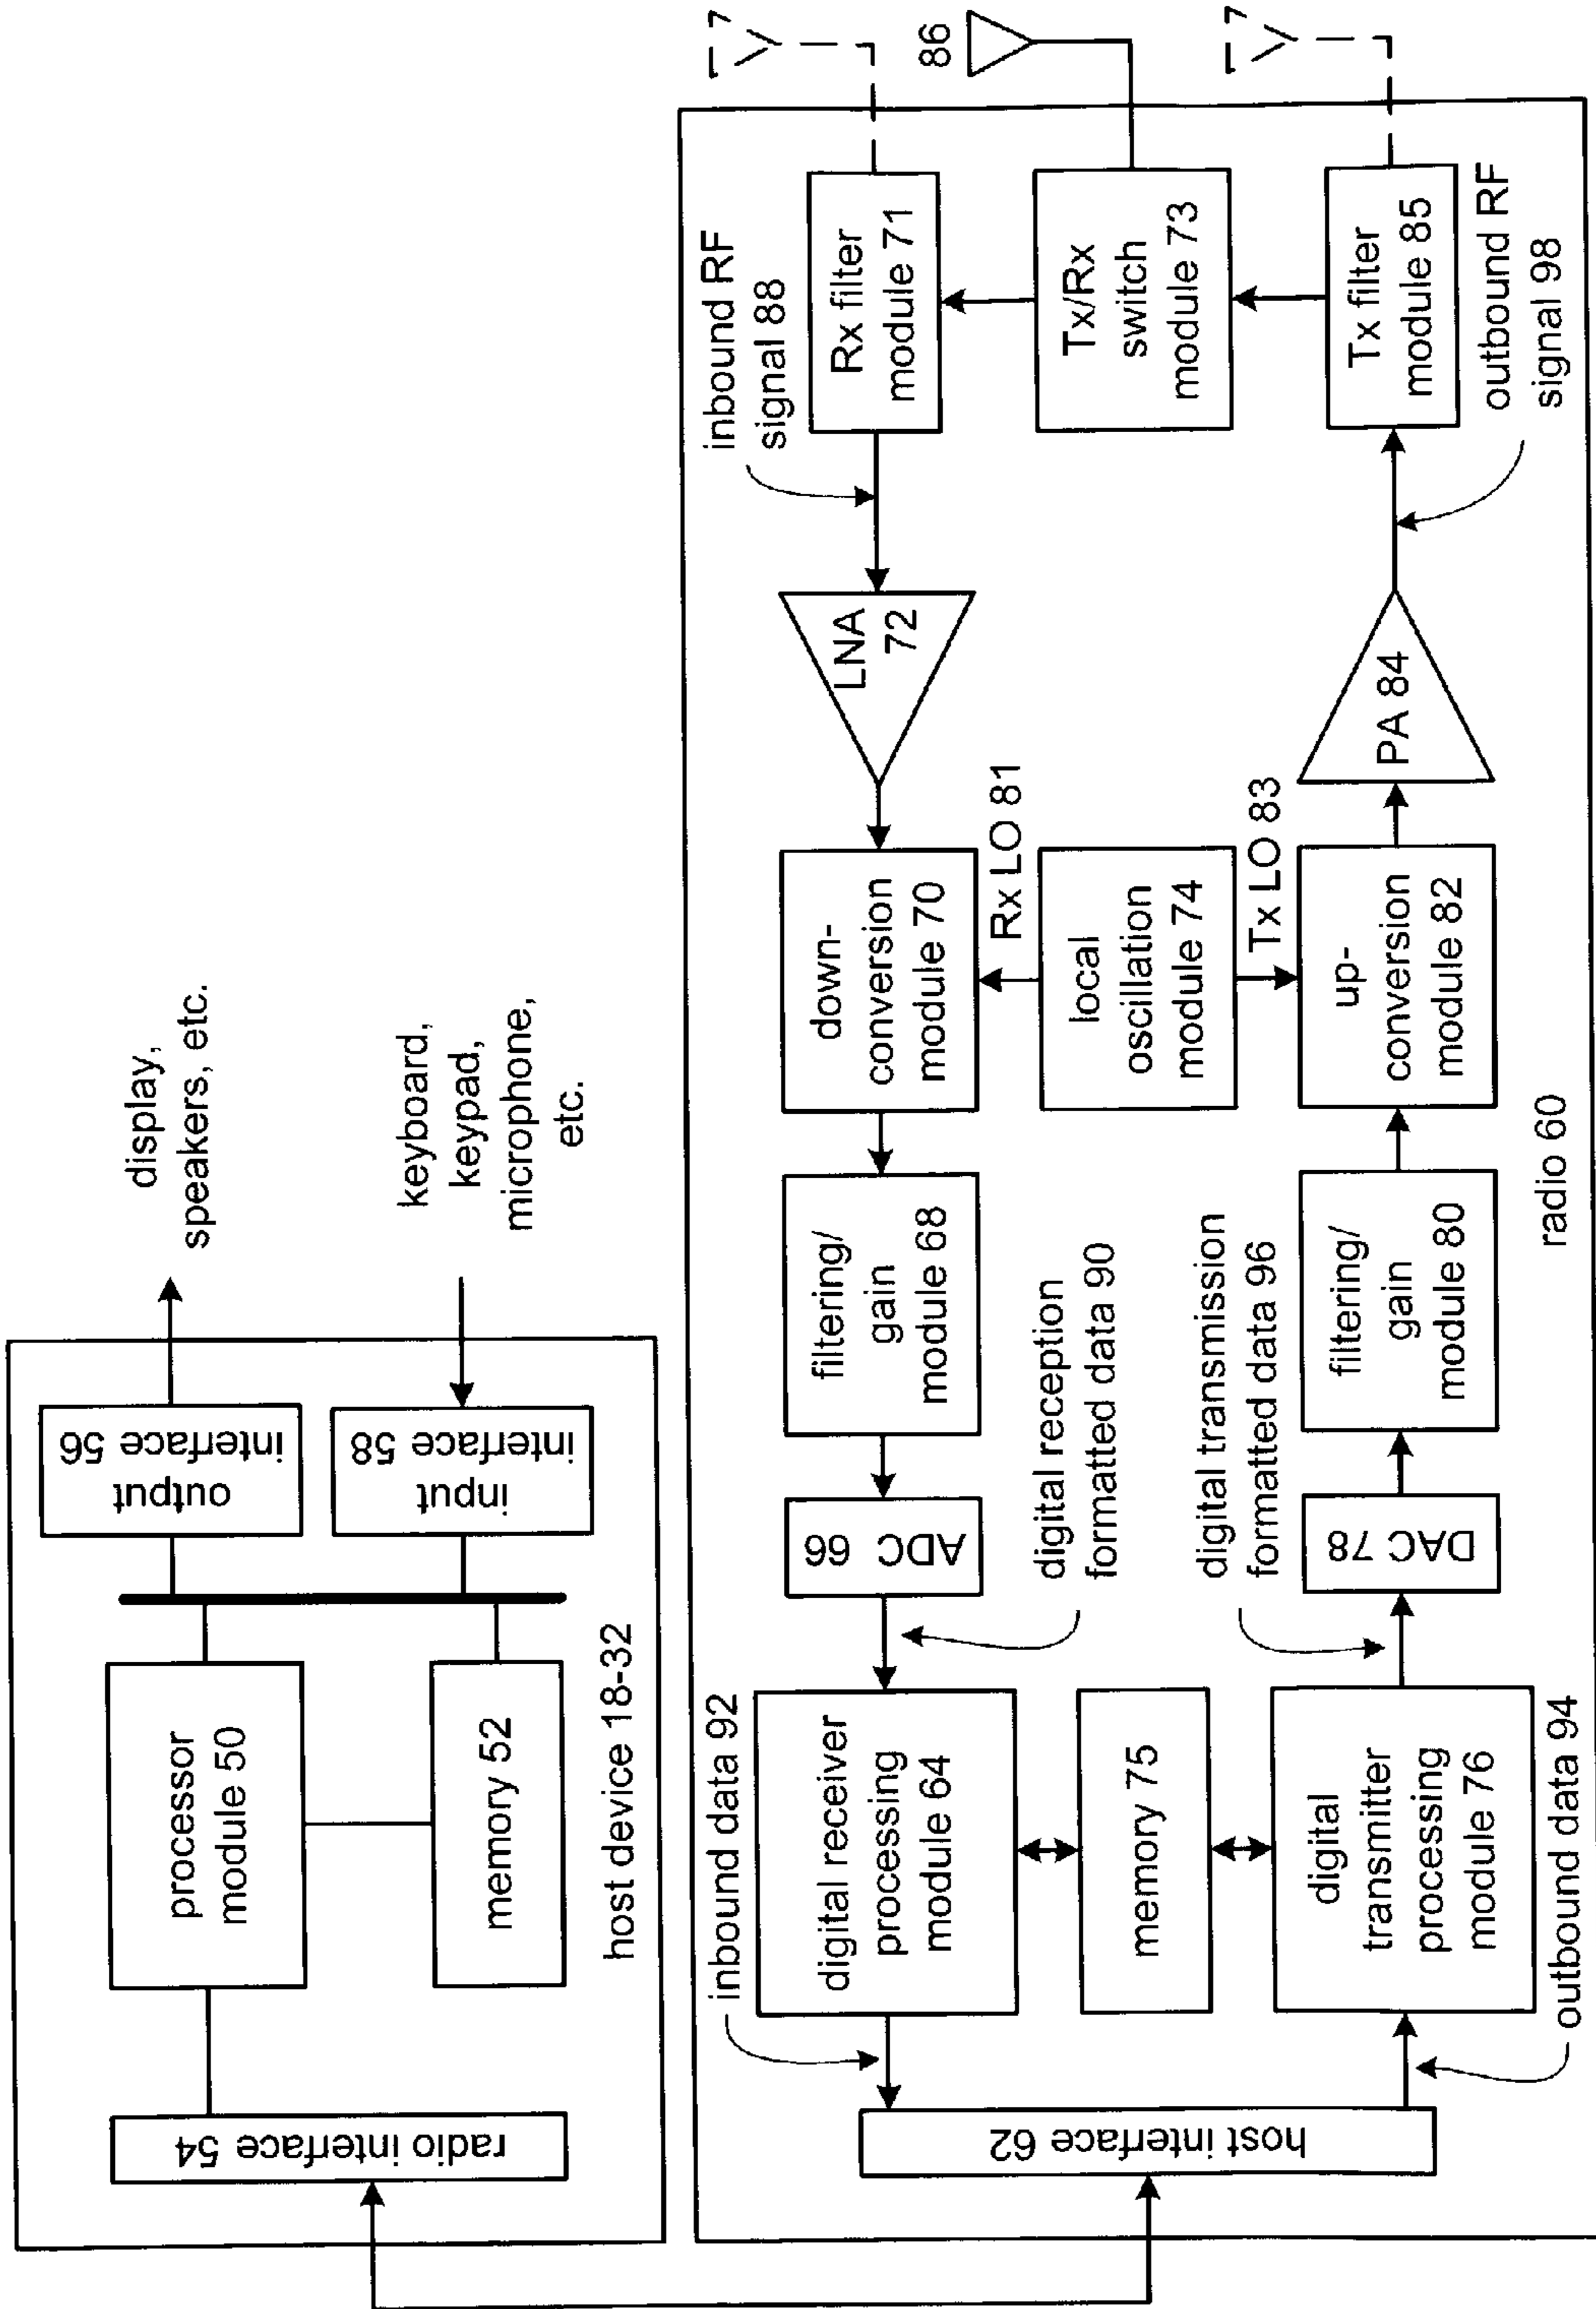 display,
speakers, etc.
keyboard,
keypad,
microphone,
etc.
output
interface 56
input
interface 58
processor
module 50
memory 52
radio interface 54
host device 18-32
inbound RF
signal 88
86
Rx filter
module 71
Tx/Rx
switch
module 73
Tx filter
module 85
outbound RF
signal 98
LNA
72
PA 84
down-
conversion
module 70
Rx LO 81
local
oscillation
module 74
Tx LO 83
up-
conversion
module 82
filtering/
gain
module 68
filtering/
gain
module 80
radio 60
ADC 66
digital reception
formatted data 90
digital transmission
formatted data 96
DAC 78
inbound data 92
digital receiver
processing
module 64
memory 75
digital
transmitter
processing
module 76
outbound data 94
host interface 62